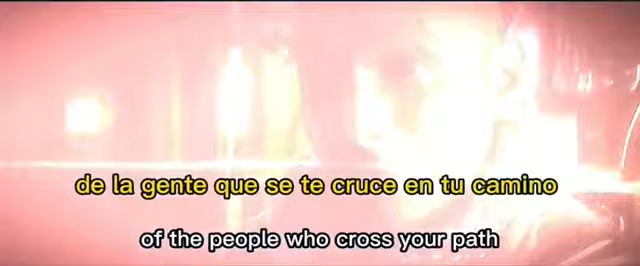 de la gente que se te cruce en tu camino
of the people who cross your path